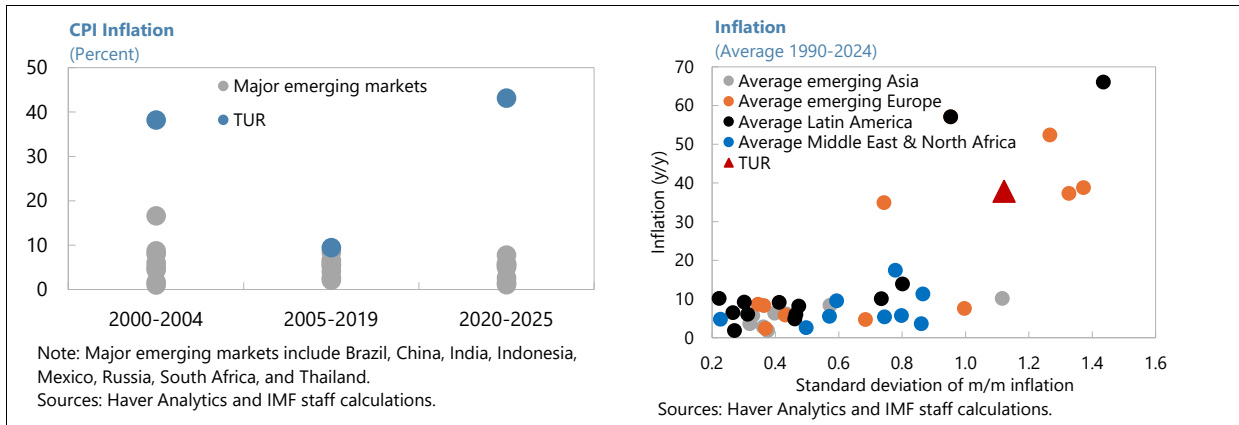 CPI Inflation
(Percent)
50
40
30
20
10
0
Major emerging markets
TUR
2000-2004 2005-2019 2020-2025
Note: Major emerging markets include Brazil, China, India, Indonesia,
Mexico, Russia, South Africa, and Thailand.
Sources: Haver Analytics and IMF staff calculations.
Inflation
(Average 1990-2024)
Inflation (y/y)
70
60
50
40
30
20
10
0
Average emerging Asia
Average emerging Europe
Average Latin America
Average Middle East & North Africa
TUR
0.2 0.4 0.6 0.8 1.0 1.2 1.4 1.6
Standard deviation of m/m inflation
Sources: Haver Analytics and IMF staff calculations.